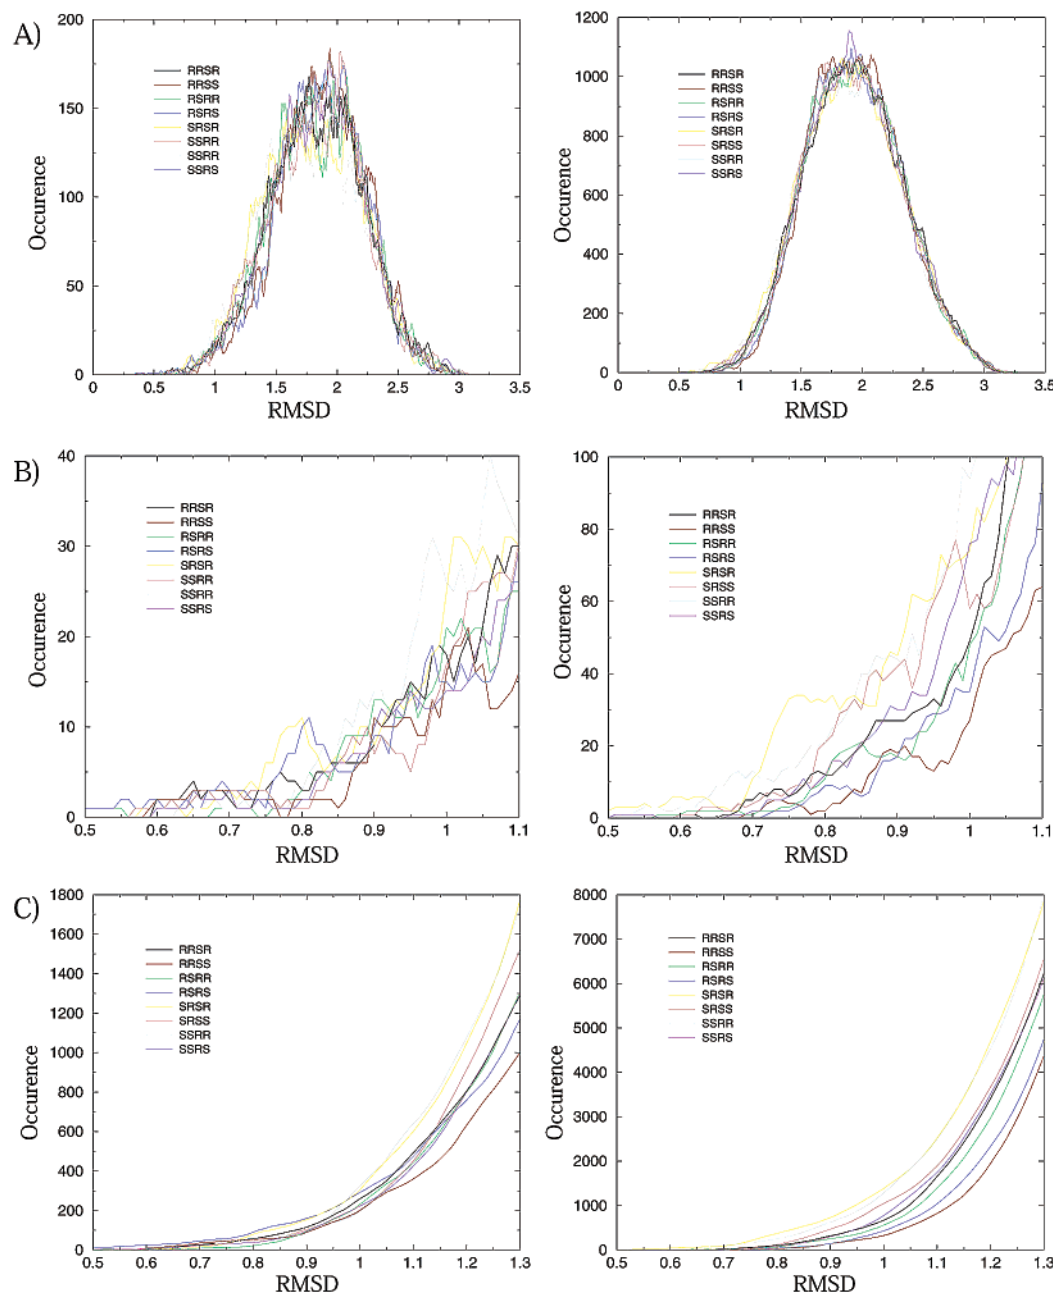 A)
200
150
100
50
0
Occurence
RRSR
RRSS
RSRR
RSRS
SRSR
SSRR
SSRR
SSRS
0 0.5 1 1.5 2 2.5 3 3.5
RMSD
1200
1000
800
600
400
200
0
Occurence
RRSR
RRSS
RSRR
RSRS
SRSR
SRSS
SSRR
SSRS
0 0.5 1 1.5 2 2.5 3 3.5
RMSD
B)
40
30
20
10
0
Occurence
RRSR
RRSS
RSRR
RSRS
SRSR
SSRR
SSRR
SSRS
0.5 0.6 0.7 0.8 0.9 1 1.1
RMSD
100
80
60
40
20
0
Occurence
RRSR
RRSS
RSRR
RSRS
SRSR
SRSS
SSRR
SSRS
0.5 0.6 0.7 0.8 0.9 1 1.1
RMSD
C)
1800
1600
1400
1200
1000
800
600
400
200
0
Occurence
RRSR
RRSS
RSRR
RSRS
SRSR
SRSS
SSRR
SSRS
0.5 0.6 0.7 0.8 0.9 1 1.1 1.2 1.3
RMSD
8000
7000
6000
5000
4000
3000
2000
1000
0
Occurence
RRSR
RRSS
RSRR
RSRS
SRSR
SRSS
SSRR
SSRS
0.5 0.6 0.7 0.8 0.9 1 1.1 1.2 1.3
RMSD